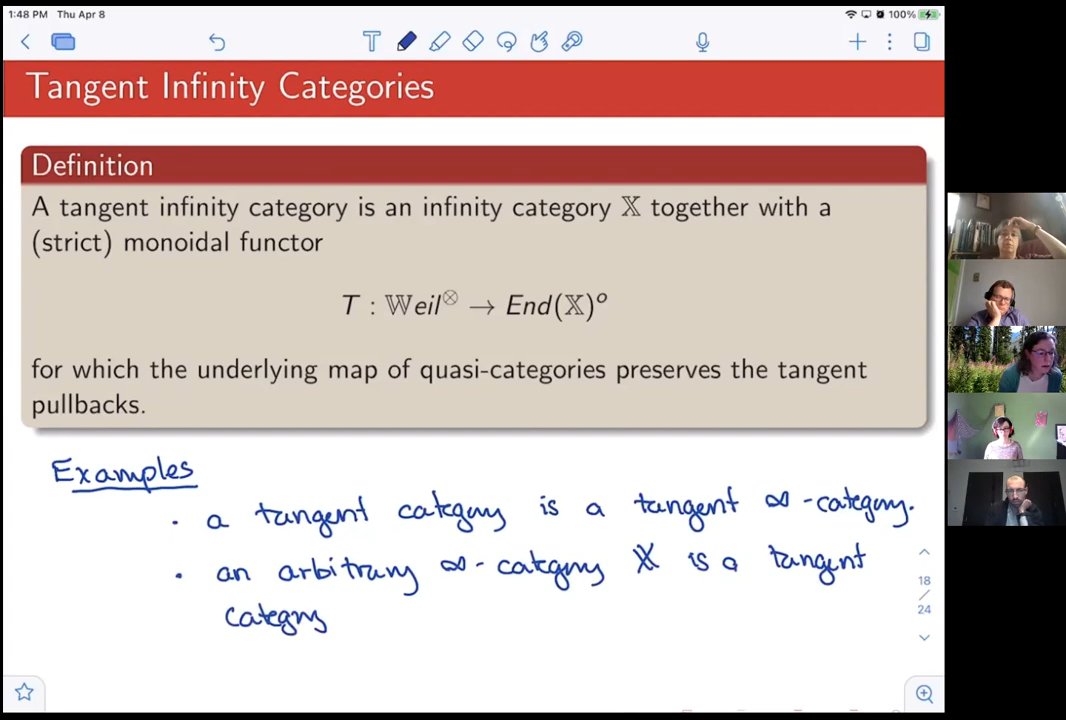 1:48 PM Thu Apr 8
100%
Tangent Infinity Categories
Definition
A tangent infinity category is an infinity category 𝕏 together with a
(strict) monoidal functor
T : 𝕎eil^⊗ → End(𝕏)^o
for which the underlying map of quasi-categories preserves the tangent
pullbacks.
Examples
· a tangent category is a tangent ∞-category.
· an arbitrary ∞-category 𝕏 is a tangent
category
18
/
24